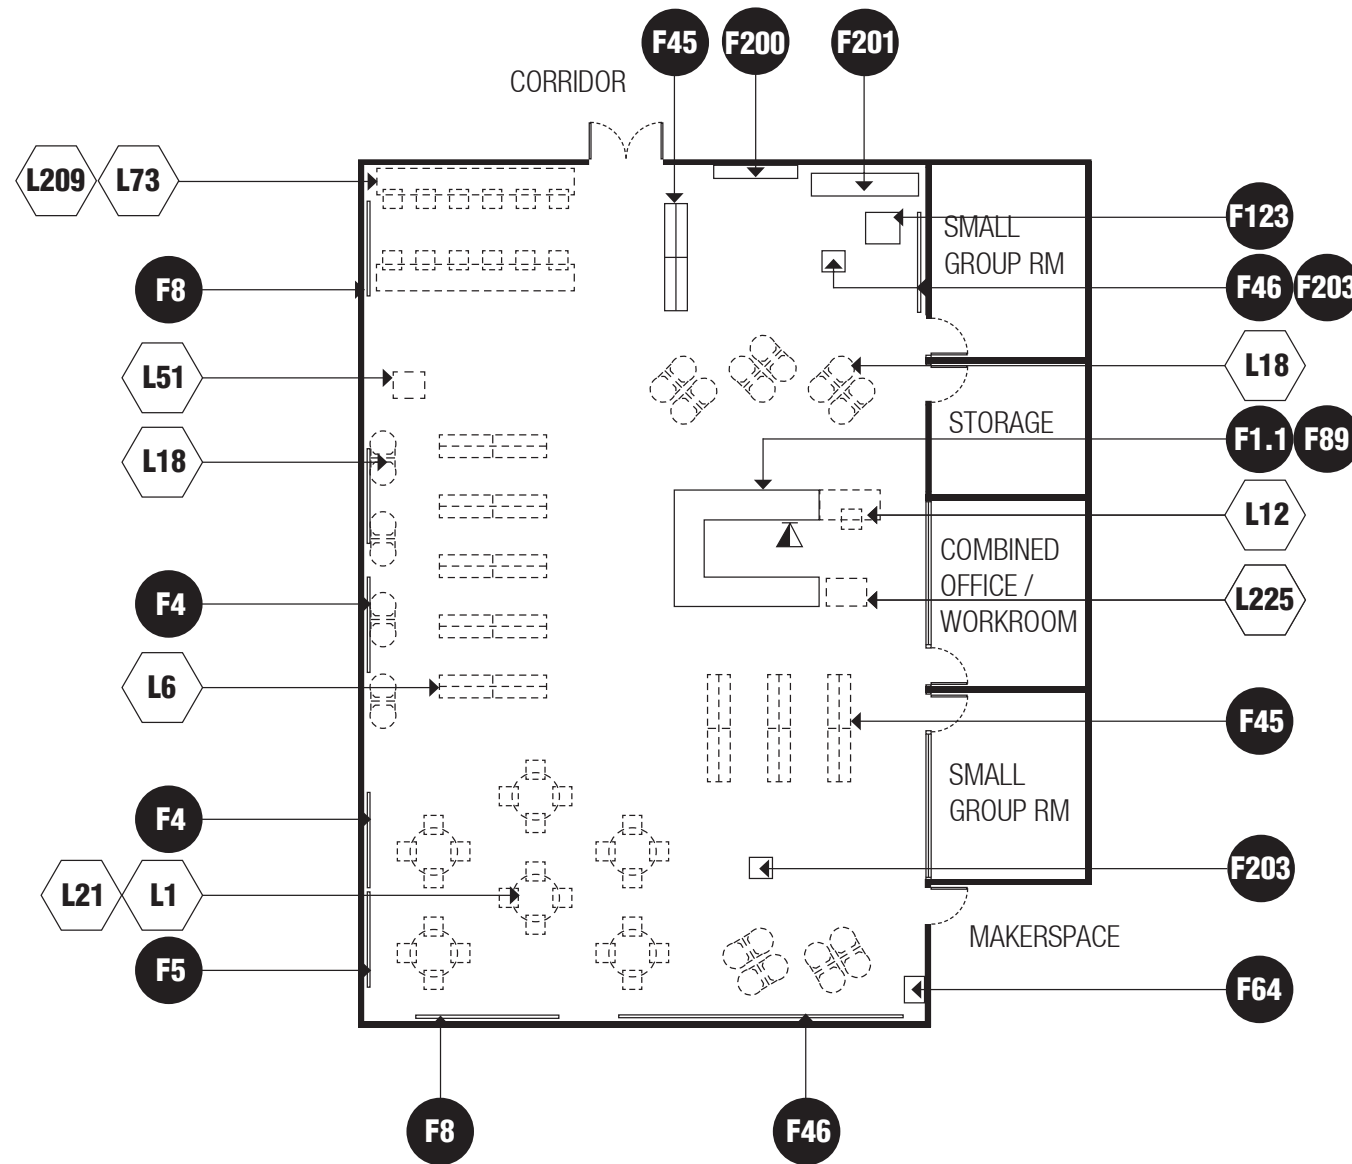 F45
F200
F201
CORRIDOR
L209
L73
F123
SMALL
GROUP RM
F8
F46
F203
L51
L18
STORAGE
L18
F1.1
F89
L12
COMBINED
OFFICE /
WORKROOM
F4
L225
L6
F45
SMALL
GROUP RM
F4
F203
L21
L1
MAKERSPACE
F5
F64
F8
F46